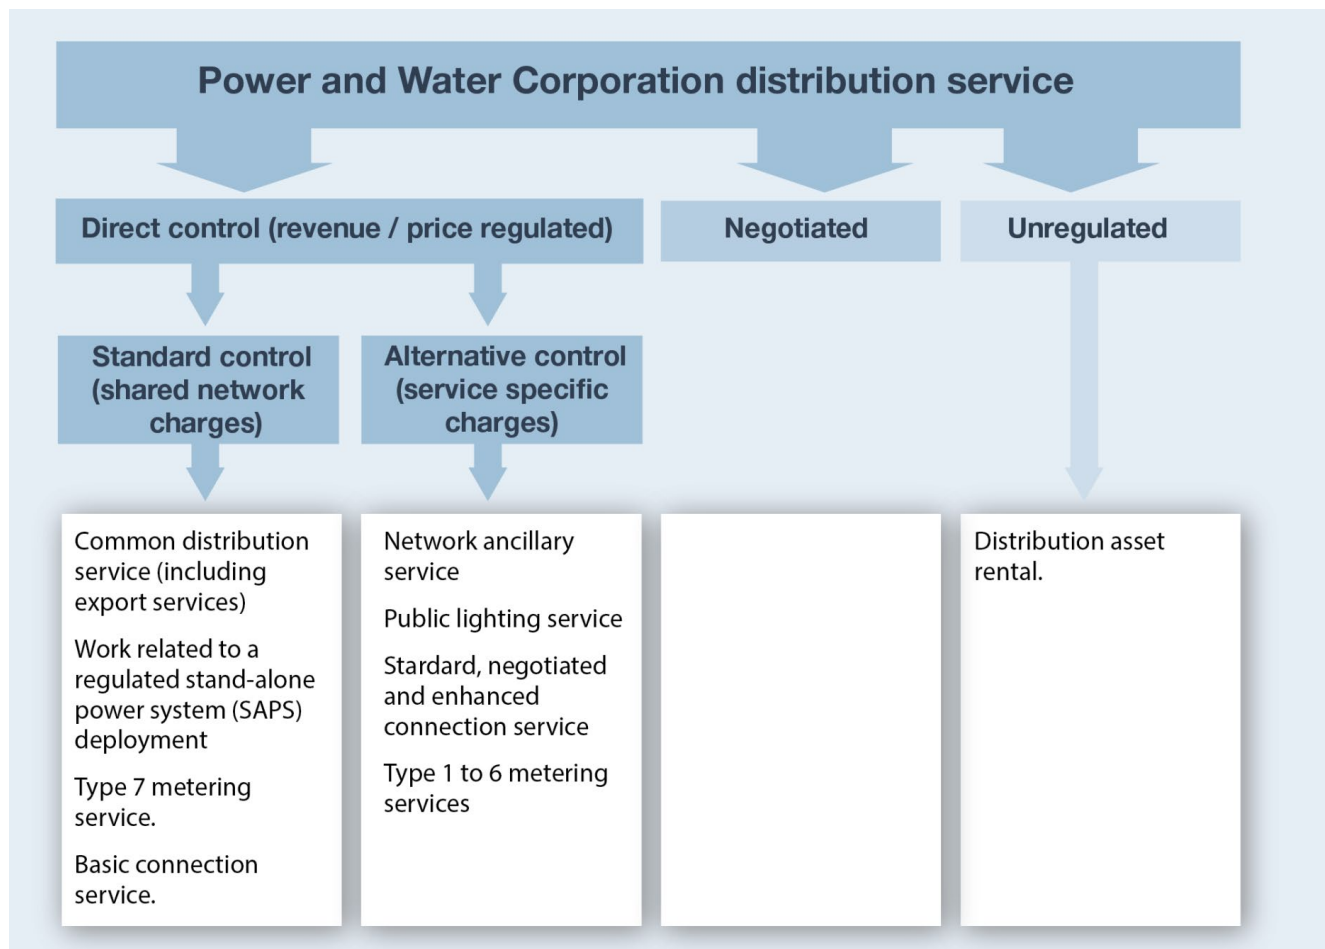 Power and Water Corporation distribution service
Direct control (revenue / price regulated)
Negotiated
Unregulated
Standard control
(shared network
charges)
Alternative control
(service specific
charges)
Common distribution
service (including
export services)
Work related to a
regulated stand-alone
power system (SAPS)
deployment
Type 7 metering
service.
Basic connection
service.
Network ancillary
service
Public lighting service
Stardard, negotiated
and enhanced
connection service
Type 1 to 6 metering
services
Distribution asset
rental.